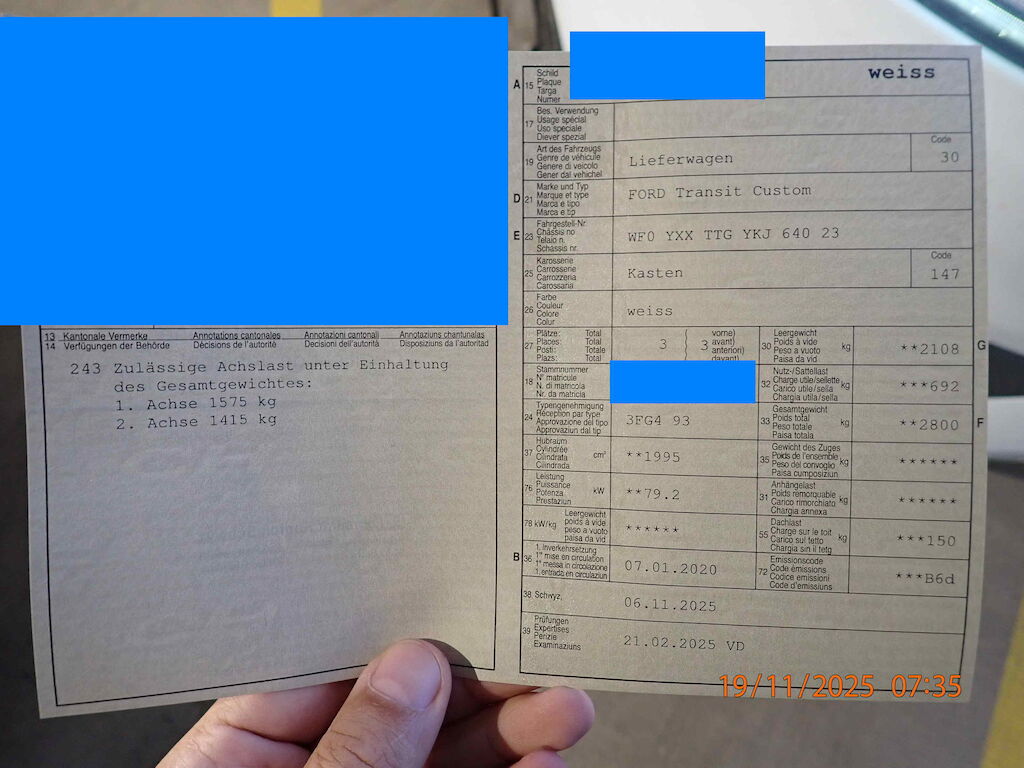 13 Kantonale Vermerke Annotations cantonales Annotazioni cantonali Annotaziuns chantunalas
14 Verfügungen der Behörde Décisions de l'autorité Decisioni dell'autorità Disposiziuns da l'autoritad
243 Zulässige Achslast unter Einhaltung
des Gesamtgewichtes:
1. Achse 1575 kg
2. Achse 1415 kg
A 15 Schild
Plaque
Targa
Numer
weiss
17 Bes. Verwendung
Usage spécial
Uso speciale
Diever spezial
19 Art des Fahrzeugs
Genre de véhicule
Genere di veicolo
Gener dal vehichel
Lieferwagen
Code
30
D 21 Marke und Typ
Marque et type
Marca e tipo
Marca e tip
FORD Transit Custom
E 23 Fahrgestell-Nr.
Châssis no
Telaio n.
Schassis nr.
WF0 YXX TTG YKJ 640 23
25 Karosserie
Carrosserie
Carrozzeria
Carossaria
Kasten
Code
147
26 Farbe
Couleur
Colore
Colur
weiss
27 Plätze: Total
Places: Total
Posti: Totale
Plazs: Total
3 ( 3 vorne)
avant)
anteriori)
davant)
30 Leergewicht
Poids à vide
Peso a vuoto
Paisa da vid
kg
**2108
G
18 Stammnummer
N° matricule
N. di matricola
Nr. da matricla
32 Nutz-/Sattellast
Charge utile/sellette
Carico utile/sella
Chargia utila/sella
kg
***692
24 Typengenehmigung
Réception par type
Approvazione del tipo
Approvaziun dal tip
3FG4 93
33 Gesamtgewicht
Poids total
Peso totale
Paisa totala
kg
**2800
F
37 Hubraum
Cylindrée
Cilindrata
Cilindrada
cm³
**1995
35 Gewicht des Zuges
Poids de l'ensemble
Peso del convoglio
Paisa cumposiziun
kg
******
76 Leistung
Puissance
Potenza
Prestaziun
kW
**79.2
31 Anhängelast
Poids remorquable
Carico rimorchiato
Chargia annexa
kg
******
78 kW/kg Leergewicht
poids à vide
peso a vuoto
paisa da vid
******
55 Dachlast
Charge sur le toit
Carico sul tetto
Chargia sin il tetg
kg
***150
B 36 1. Inverkehrsetzung
1re mise en circulation
1a messa in circolazione
1. entrada en circulaziun
07.01.2020
72 Emissionscode
Code émissions
Codice emissioni
Code d'emissiuns
***B6d
38 Schwyz,
06.11.2025
39 Prüfungen
Expertises
Perizie
Examinaziuns
21.02.2025 VD
19/11/2025 07:35